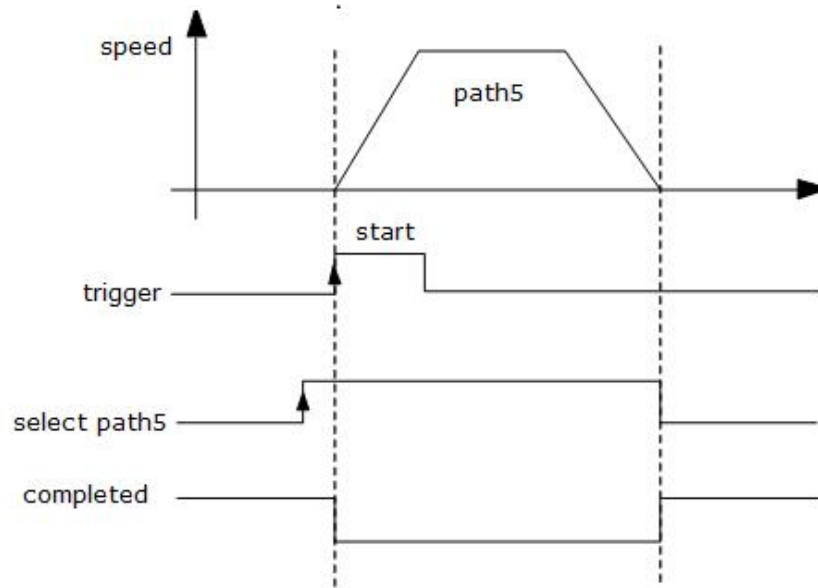 speed
path5
start
trigger
select path5
completed